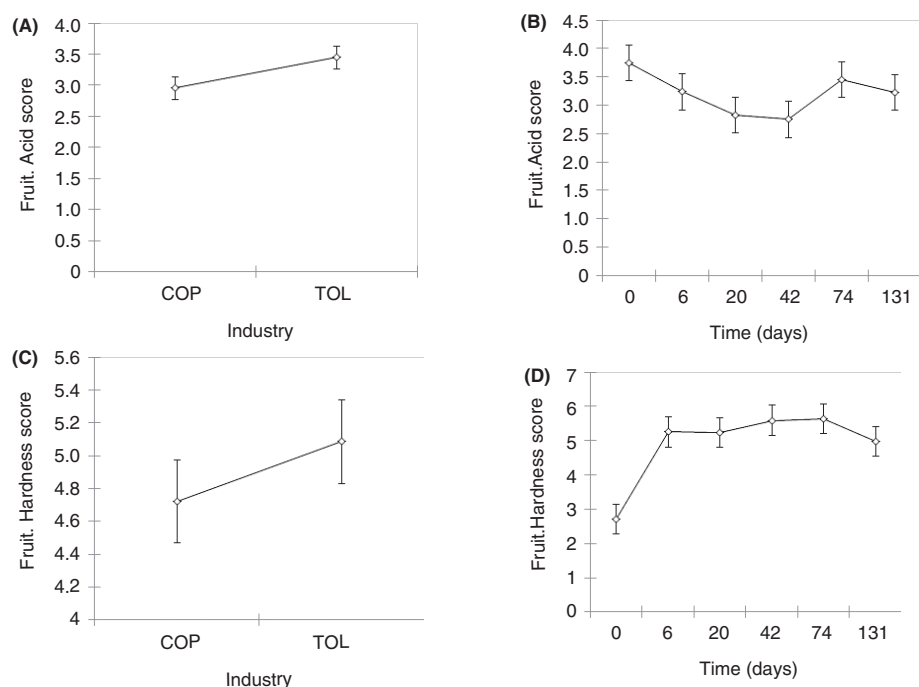 (A)
4.0
3.5
3.0
2.5
2.0
1.5
1.0
0.5
0
Fruit. Acid score
COP TOL
Industry
(B)
4.5
4.0
3.5
3.0
2.5
2.0
1.5
1.0
0.5
0
Fruit.Acid score
0 6 20 42 74 131
Time (days)
(C)
5.6
5.4
5.2
5.0
4.8
4.6
4.4
4.2
4
Fruit. Hardness score
COP TOL
Industry
(D)
7
6
5
4
3
2
1
0
Fruit.Hardness score
0 6 20 42 74 131
Time (days)